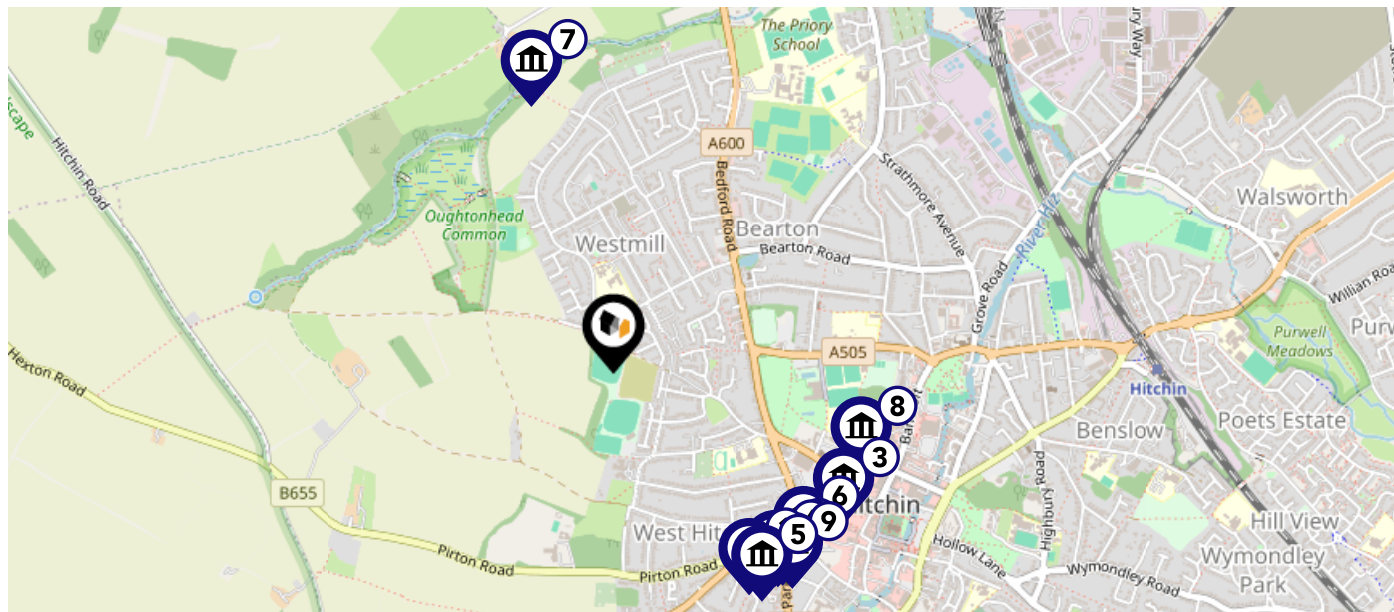 7
The Priory
School
A600
Hitchin Road
Strathmore Avenue
Walsworth
Oughtonhead
Common
Bedford Road
Westmill
Bearton
Bearton Road
River Hiz
Grove Road
Willian
Purwell
Meadows
A505
Hexton Road
Hitchin
8
Poets Estate
Benslow
3
B655
6
9
5
West
Highbury Road
Hill View
Hollow Lane
Wymondley
Park
Pirton Road
Pirton Road
Wymondley Road